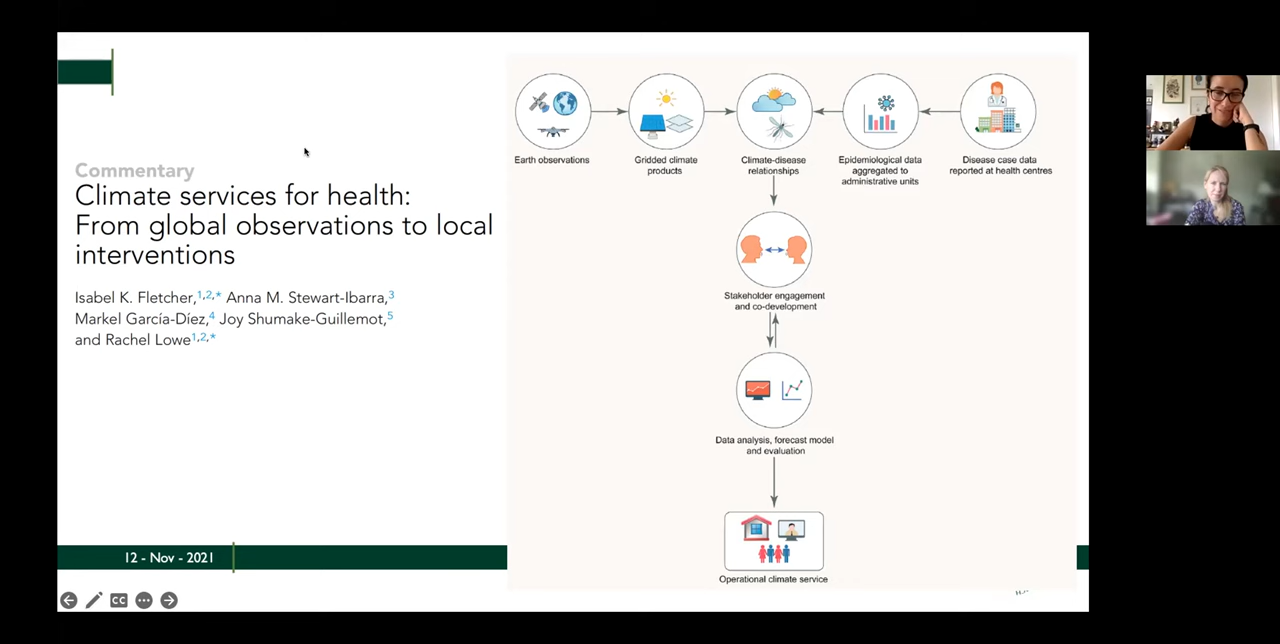 Commentary
Climate services for health:
From global observations to local
interventions
Isabel K. Fletcher,1,2,* Anna M. Stewart-Ibarra,3
Markel García-Díez,4 Joy Shumake-Guillemot,5
and Rachel Lowe1,2,*
Earth observations
Gridded climate
products
Climate-disease
relationships
Epidemiological data
aggregated to
administrative units
Disease case data
reported at health centres
Stakeholder engagement
and co-development
Data analysis, forecast model
and evaluation
Operational climate service
12 - Nov - 2021
CC